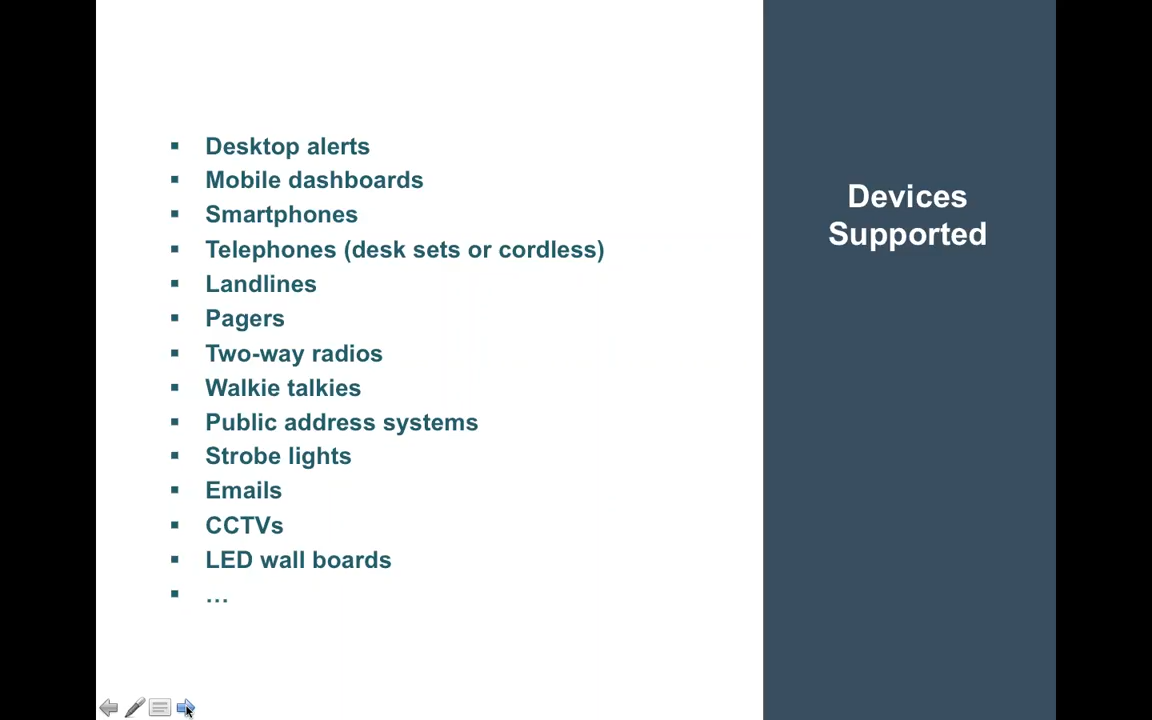 Desktop alerts
Mobile dashboards
Smartphones
Telephones (desk sets or cordless)
Landlines
Pagers
Two-way radios
Walkie talkies
Public address systems
Strobe lights
Emails
CCTVs
LED wall boards
…
Devices
Supported